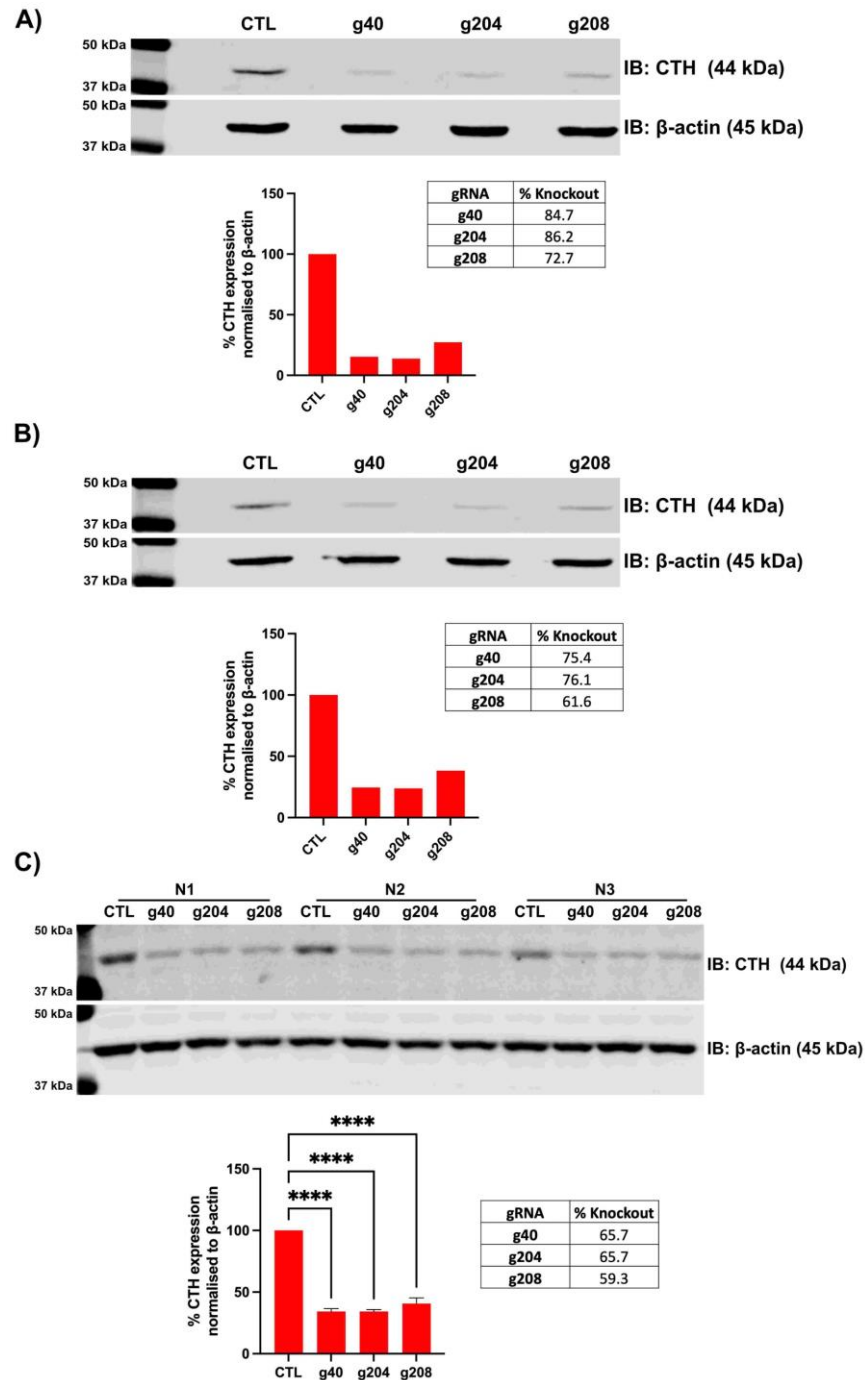 A)
CTL g40 g204 g208
50 kDa
37 kDa
IB: CTH (44 kDa)
50 kDa
37 kDa
IB: β-actin (45 kDa)
% CTH expression
normalised to β-actin
150
100
50
0
CTL g40 g204 g208
gRNA % Knockout
g40 84.7
g204 86.2
g208 72.7
B)
CTL g40 g204 g208
50 kDa
37 kDa
IB: CTH (44 kDa)
50 kDa
37 kDa
IB: β-actin (45 kDa)
% CTH expression
normalised to β-actin
150
100
50
0
CTL g40 g204 g208
gRNA % Knockout
g40 75.4
g204 76.1
g208 61.6
C)
N1 N2 N3
CTL g40 g204 g208 CTL g40 g204 g208 CTL g40 g204 g208
50 kDa
37 kDa
IB: CTH (44 kDa)
50 kDa
37 kDa
IB: β-actin (45 kDa)
% CTH expression
normalised to β-actin
150
100
50
0
****
****
****
CTL g40 g204 g208
gRNA % Knockout
g40 65.7
g204 65.7
g208 59.3